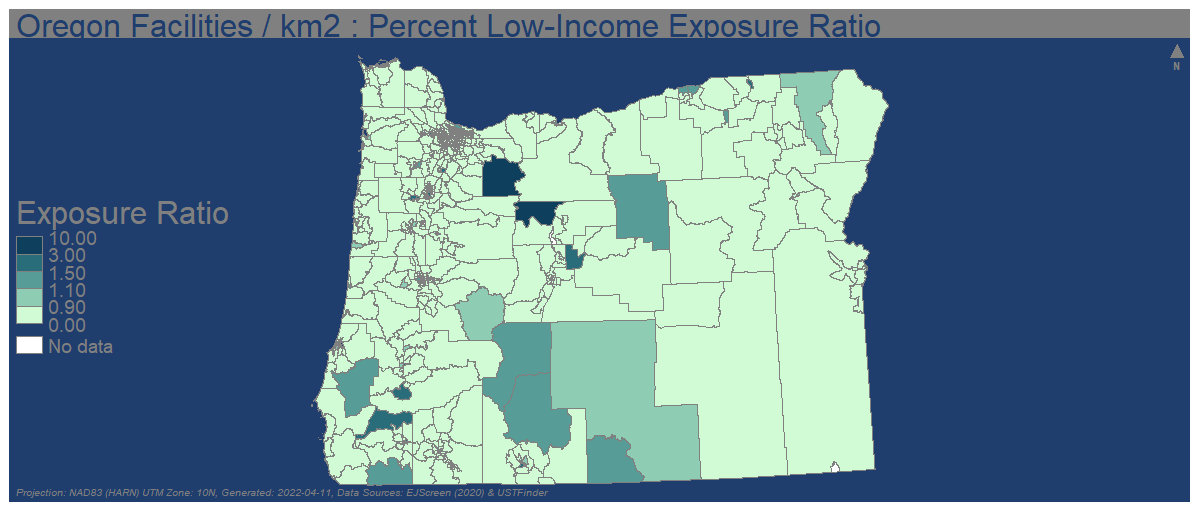 Oregon Facilities / km2 : Percent Low-Income Exposure Ratio
N
Exposure Ratio
10.00
3.00
1.50
1.10
0.90
0.00
No data
Projection: NAD83 (HARN) UTM Zone: 10N, Generated: 2022-04-11, Data Sources: EJScreen (2020) & USTFinder